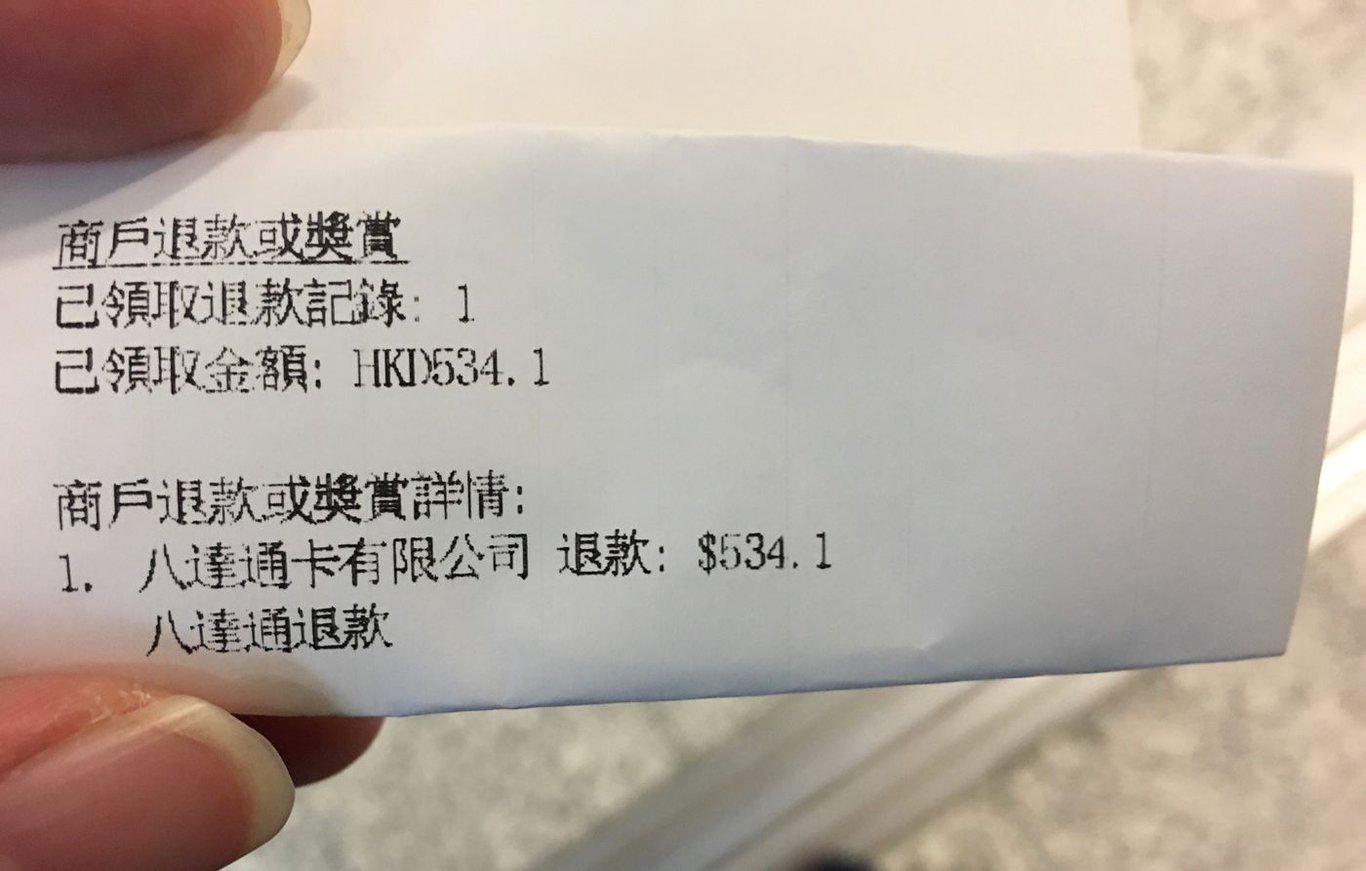 商戶退款或獎賞
已領取退款記錄: 1
已領取金額: HKD534.1
商戶退款或獎賞詳情:
1. 八達通卡有限公司 退款: $534.1
八達通退款